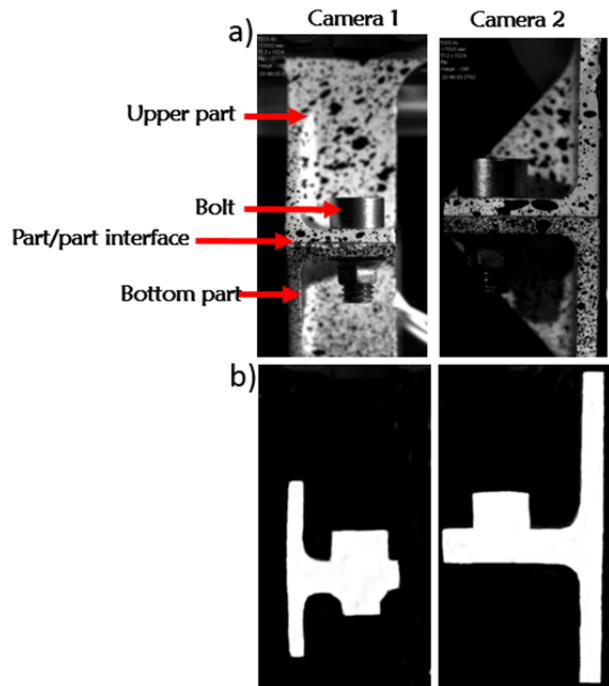 Camera 1
Camera 2
a)
Upper part
Bolt
Part/part interface
Bottom part
b)